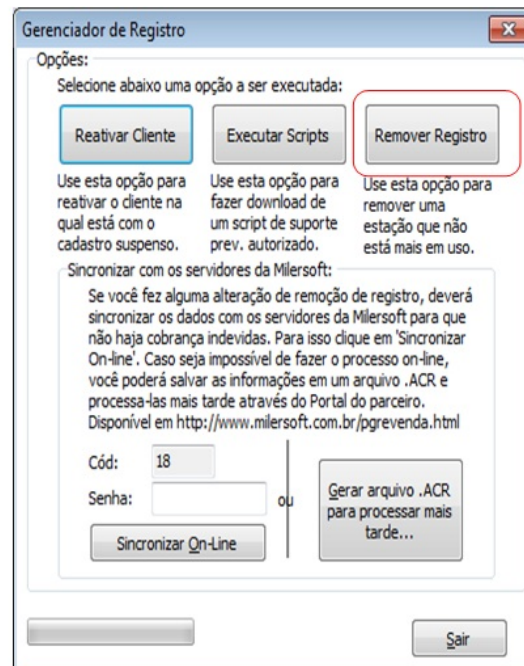 Gerenciador de Registro
Opções:
Selecione abaixo uma opção a ser executada:
Reativar Cliente
Executar Scripts
Remover Registro
Use esta opção para
reativar o cliente na
qual está com o
cadastro suspenso.
Use esta opção para
fazer download de
um script de suporte
prev. autorizado.
Use esta opção para
remover uma
estação que não
está mais em uso.
Sincronizar com os servidores da Milersoft:
Se você fez alguma alteração de remoção de registro, deverá
sincronizar os dados com os servidores da Milersoft para que
não haja cobrança indevidas. Para isso clique em 'Sincronizar
On-line'. Caso seja impossível de fazer o processo on-line,
você poderá salvar as informações em um arquivo .ACR e
processa-las mais tarde através do Portal do parceiro.
Disponível em http://www.milersoft.com.br/pgrevenda.html
Cód: 18
Senha:
Sincronizar On-Line
ou
Gerar arquivo .ACR
para processar mais
tarde...
Sair